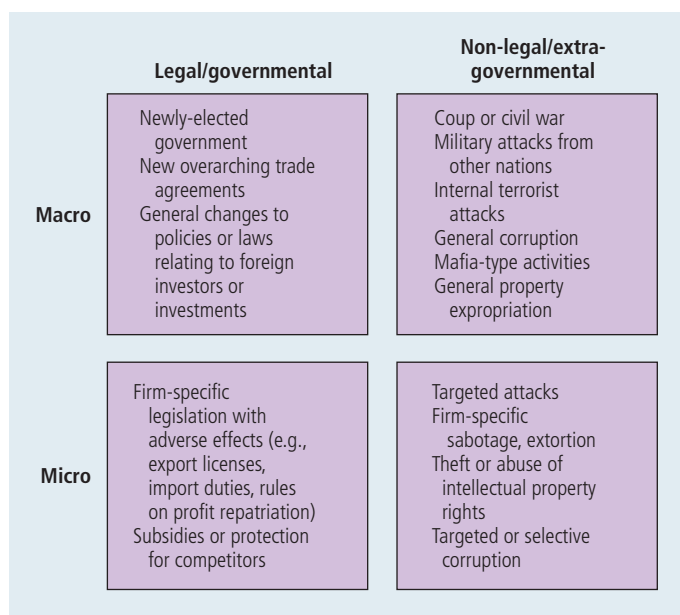 Legal/governmental
Non-legal/extra-
governmental
Macro
Newly-elected
government
New overarching trade
agreements
General changes to
policies or laws
relating to foreign
investors or
investments
Coup or civil war
Military attacks from
other nations
Internal terrorist
attacks
General corruption
Mafia-type activities
General property
expropriation
Micro
Firm-specific
legislation with
adverse effects (e.g.,
export licenses,
import duties, rules
on profit repatriation)
Subsidies or protection
for competitors
Targeted attacks
Firm-specific
sabotage, extortion
Theft or abuse of
intellectual property
rights
Targeted or selective
corruption